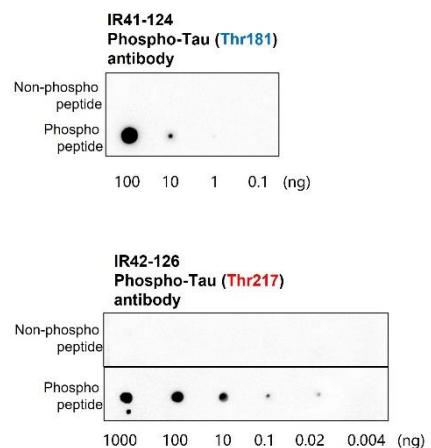 IR41-124
Phospho-Tau (Thr181)
antibody
Non-phospho
peptide
Phospho
peptide
100 10 1 0.1 (ng)
IR42-126
Phospho-Tau (Thr217)
antibody
Non-phospho
peptide
Phospho
peptide
1000 100 10 0.1 0.02 0.004 (ng)